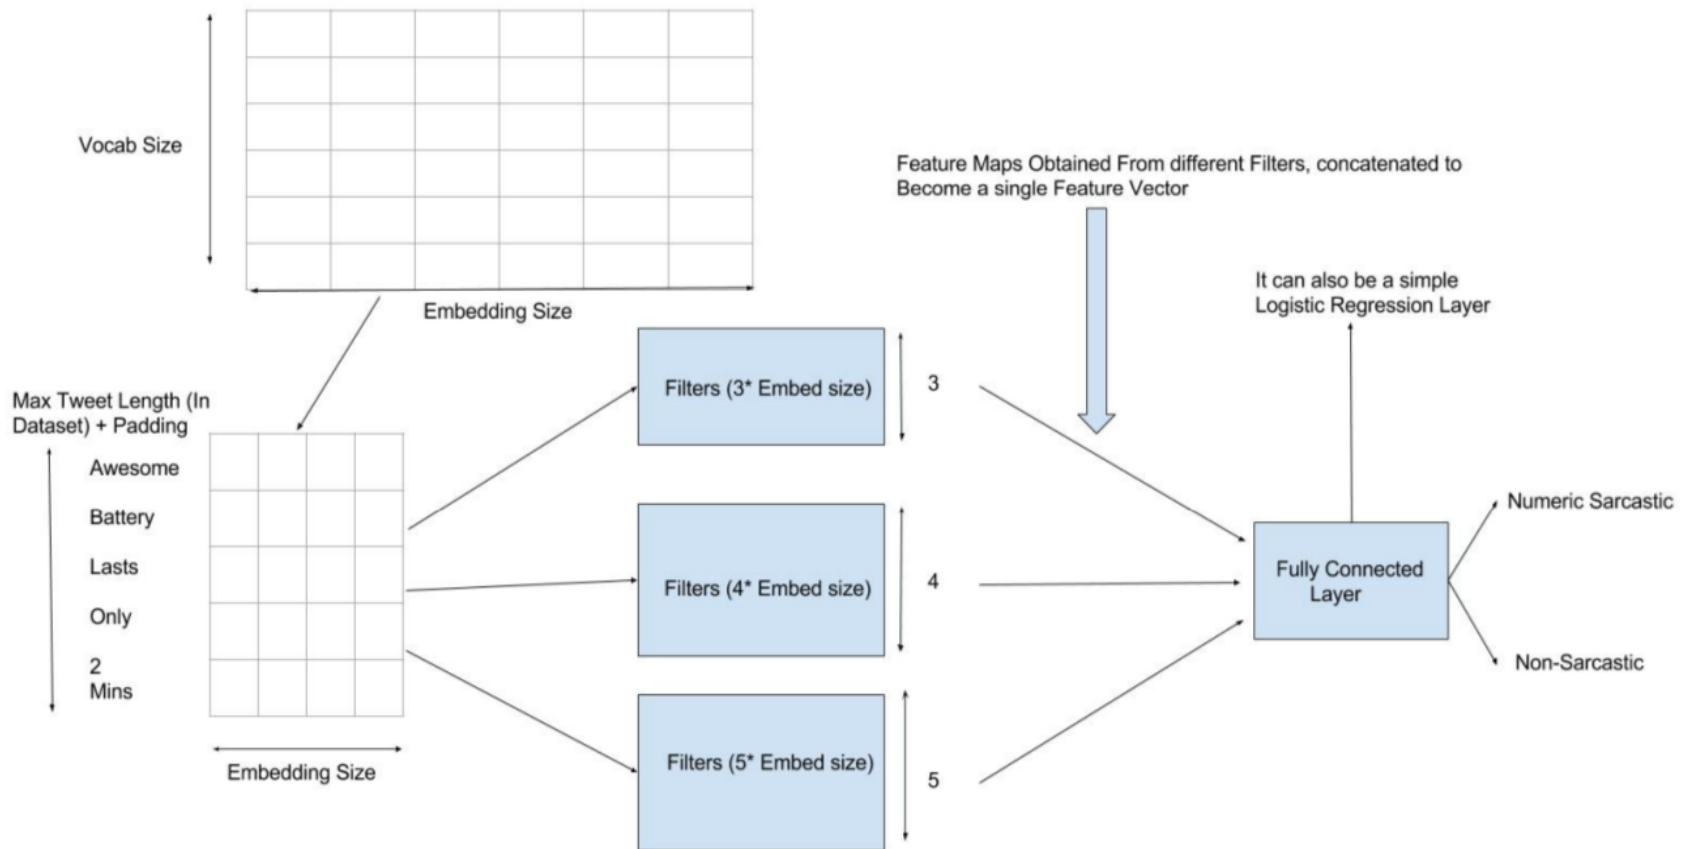 Vocab Size
Embedding Size
Feature Maps Obtained From different Filters, concatenated to
Become a single Feature Vector
It can also be a simple
Logistic Regression Layer
Max Tweet Length (In
Dataset) + Padding
Awesome
Battery
Lasts
Only
2
Mins
Embedding Size
Filters (3* Embed size)
3
Filters (4* Embed size)
4
Filters (5* Embed size)
5
Fully Connected
Layer
Numeric Sarcastic
Non-Sarcastic